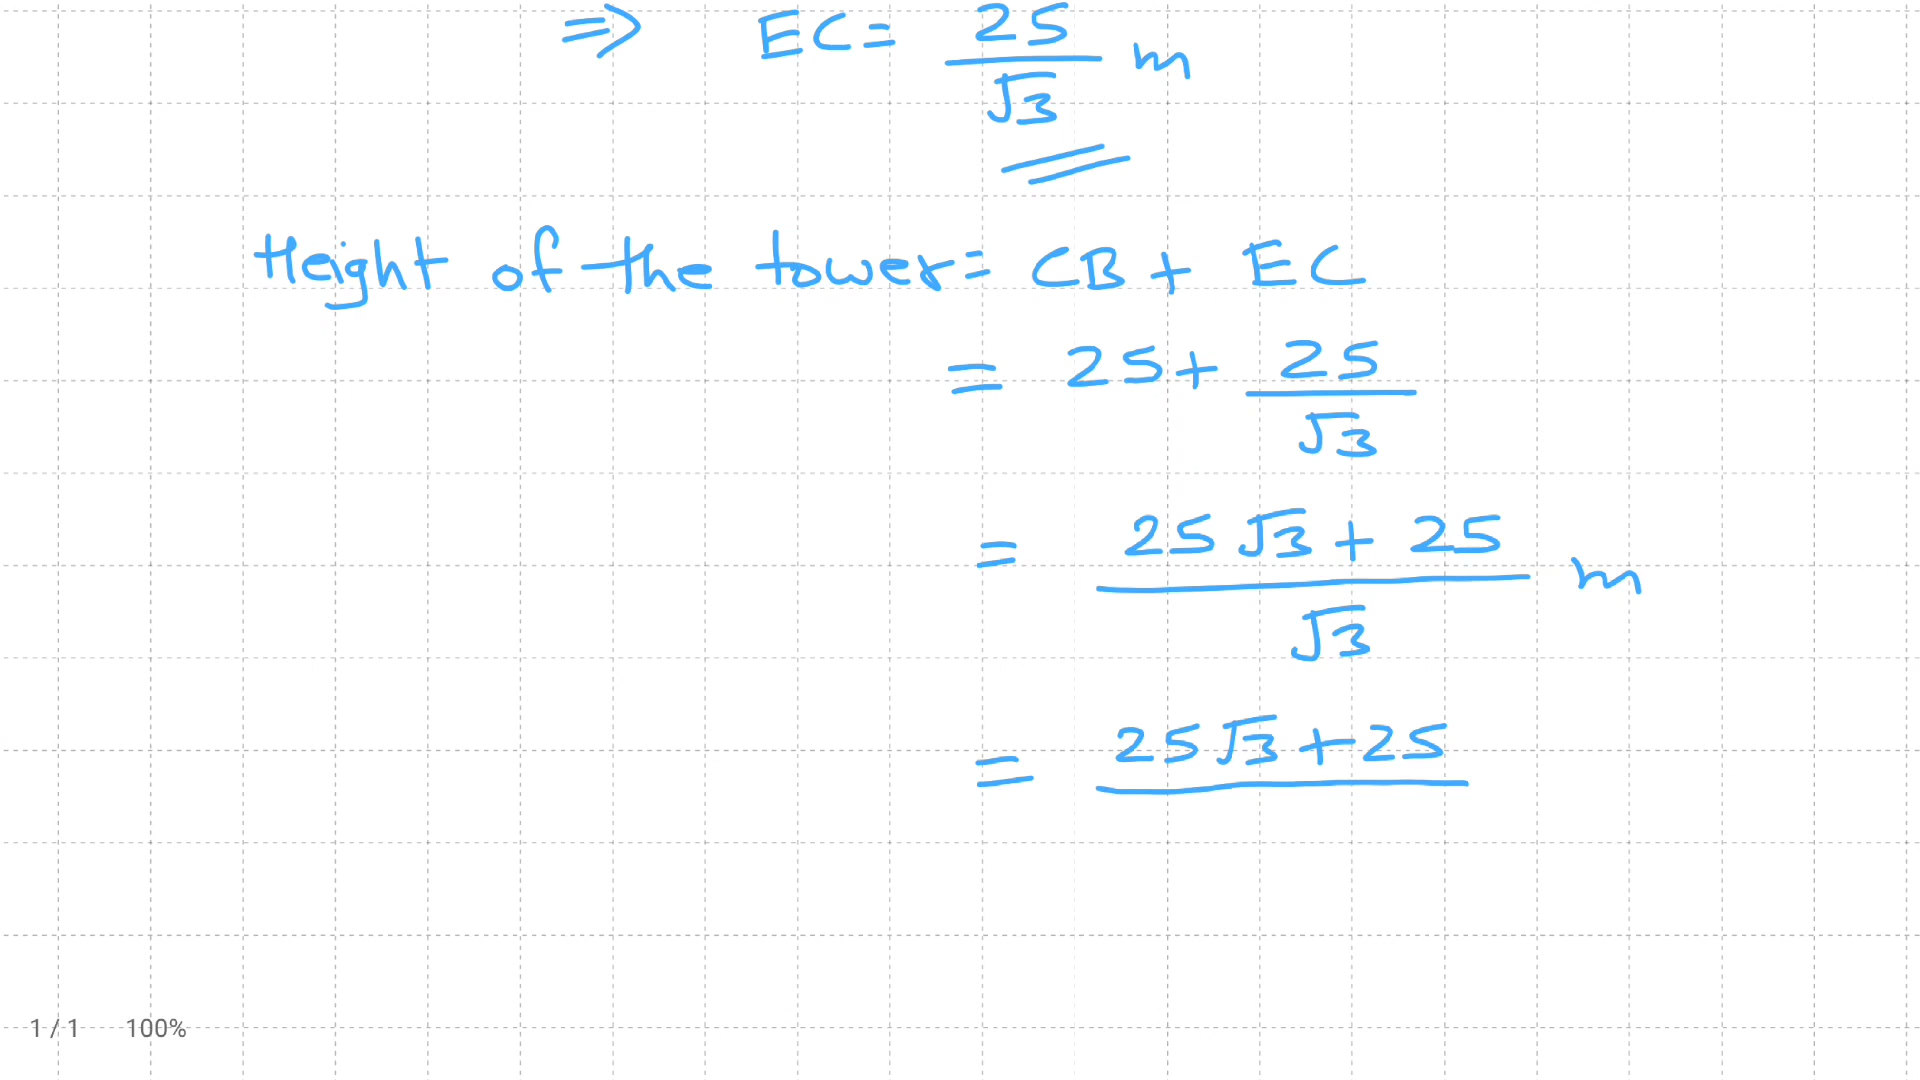 ⇒ EC = 25/√3 m
Height of the tower = CB + EC
= 25 + 25/√3
= (25√3 + 25)/√3 m
= 25√3 + 25
1 / 1 100%